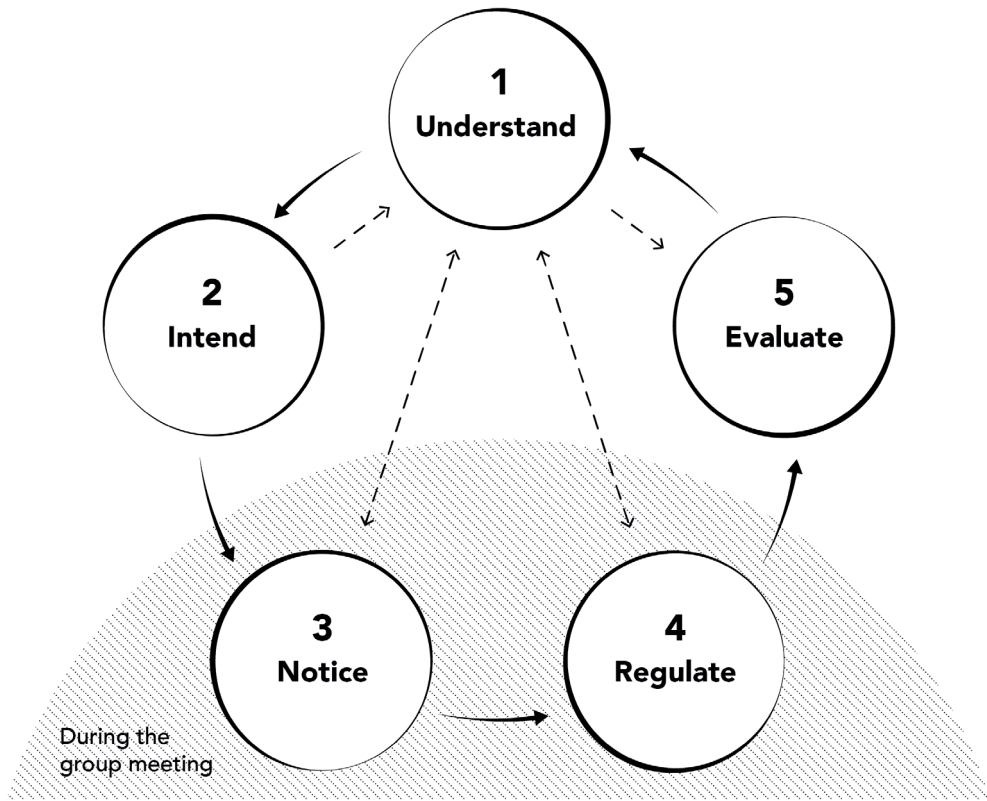 1
Understand
2
Intend
5
Evaluate
3
Notice
4
Regulate
During the
group meeting